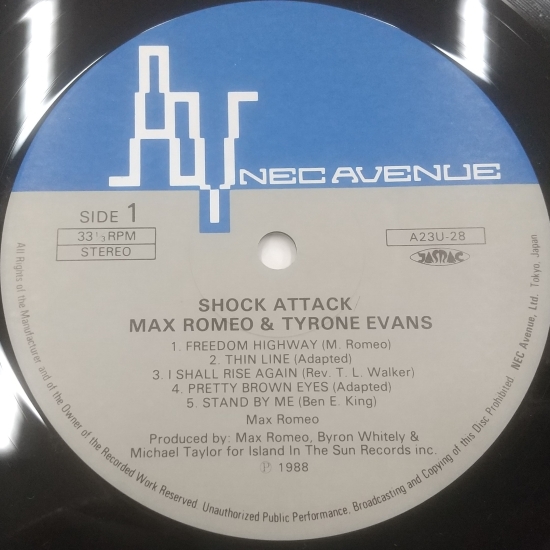 NEC AVENUE
SIDE 1
33⅓ RPM
STEREO
A23U-28
JASRAC
SHOCK ATTACK
MAX ROMEO & TYRONE EVANS
1. FREEDOM HIGHWAY (M. Romeo)
2. THIN LINE (Adapted)
3. I SHALL RISE AGAIN (Rev. T. L. Walker)
4. PRETTY BROWN EYES (Adapted)
5. STAND BY ME (Ben E. King)
Max Romeo
Produced by: Max Romeo, Byron Whitely &
Michael Taylor for Island In The Sun Records inc.
Ⓟ 1988
All Rights of the Manufacturer and of the Owner of the Recorded Work Reserved. Unauthorized Public Performance, Broadcasting and Copying of this Disc Prohibited NEC Avenue, Ltd. Tokyo, Japan